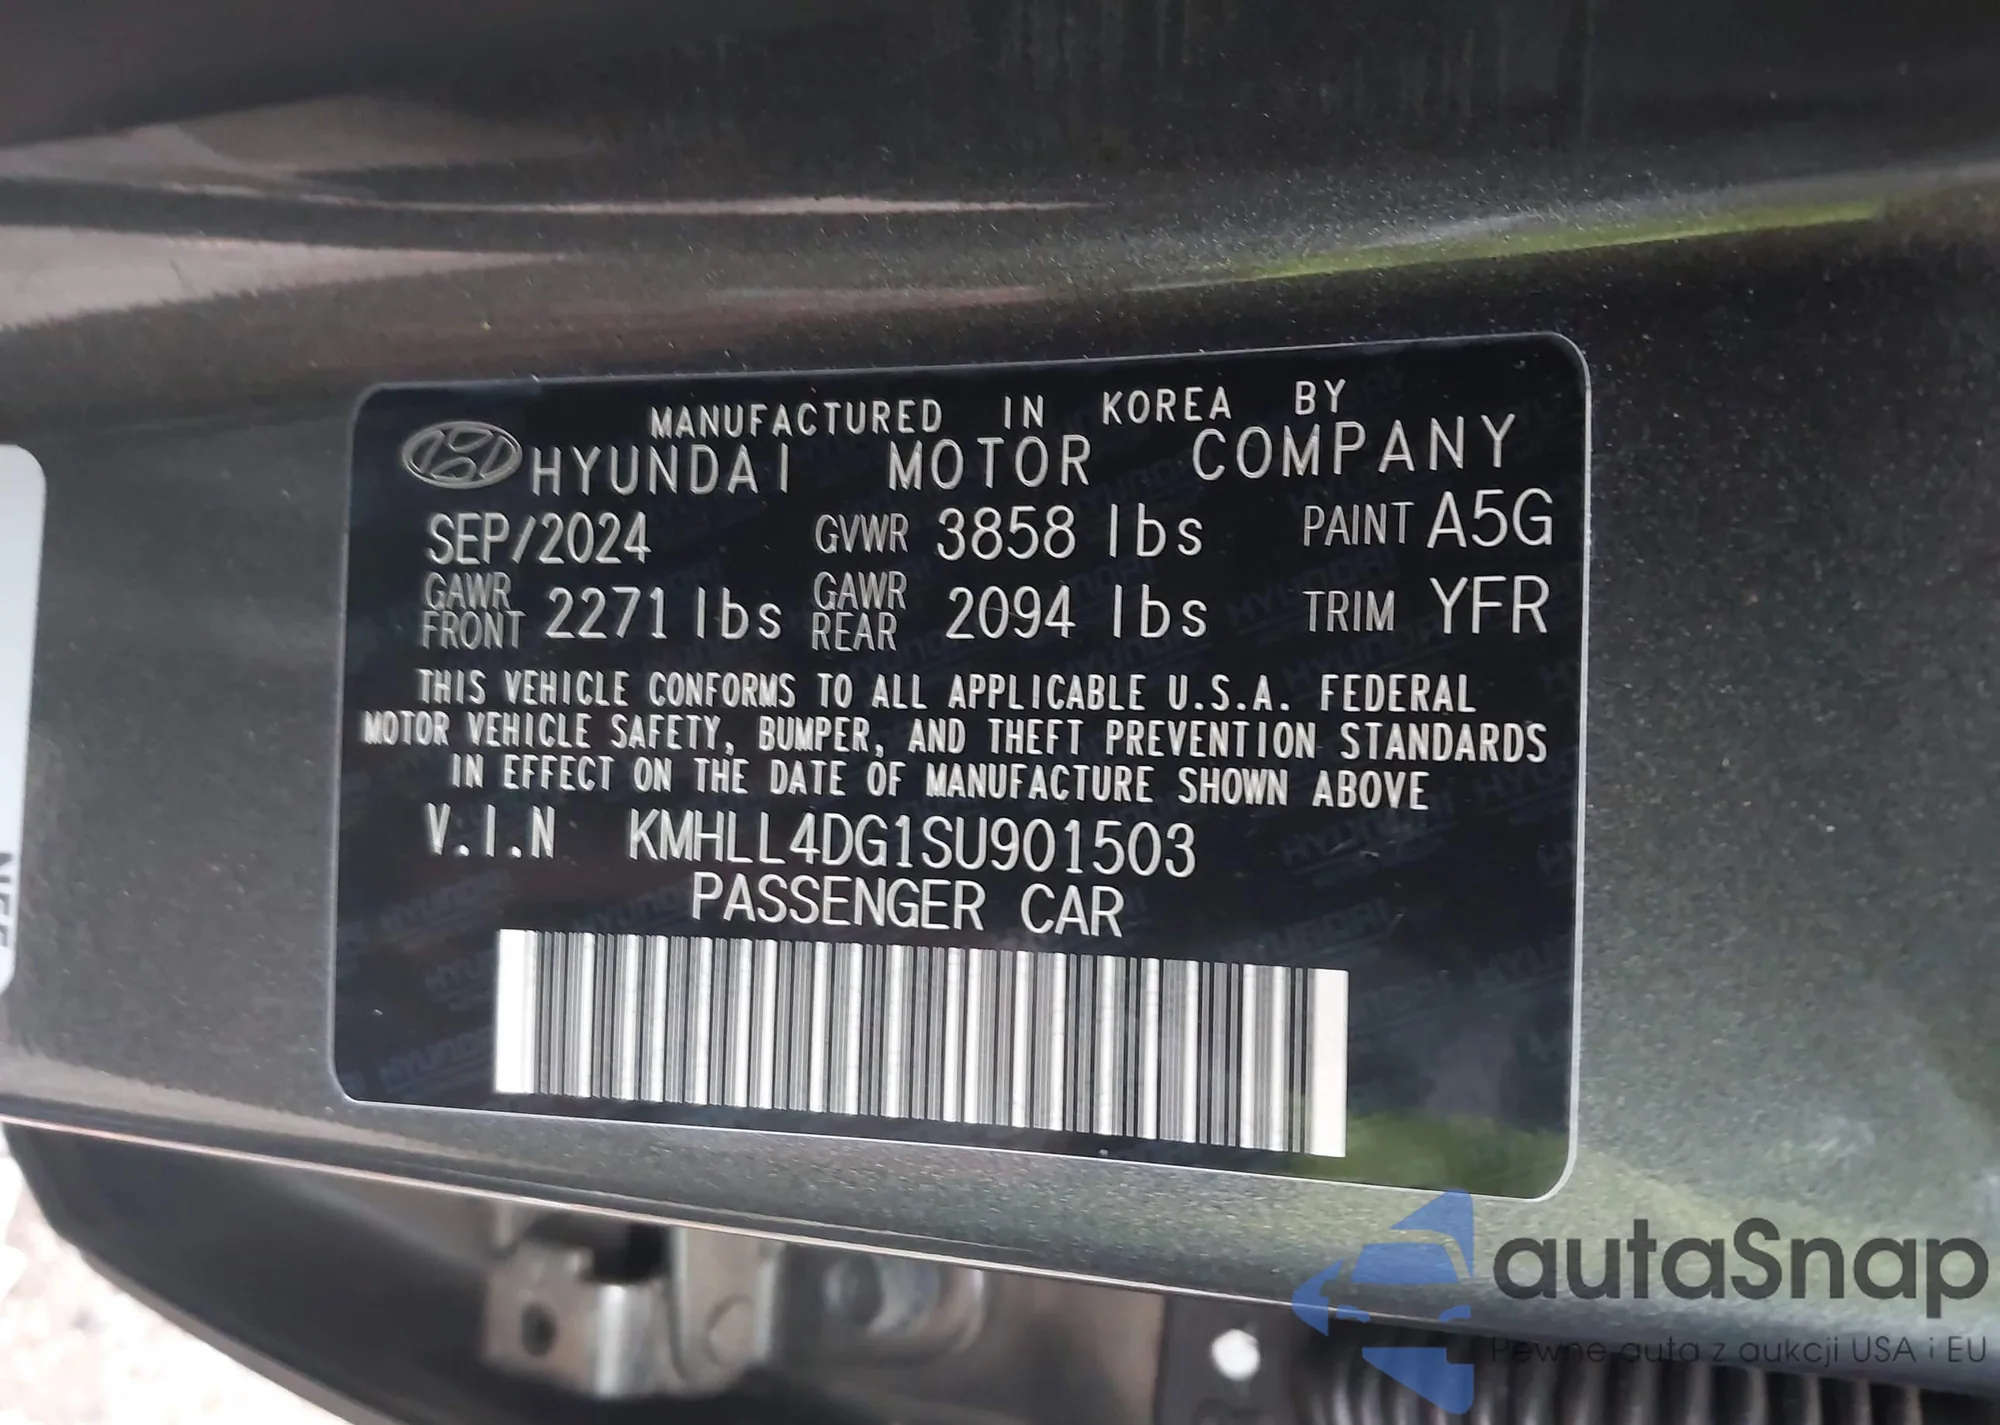 MANUFACTURED IN KOREA BY
HYUNDAI MOTOR COMPANY
SEP/2024 GVWR 3858 lbs PAINT A5G
GAWR FRONT 2271 lbs GAWR REAR 2094 lbs TRIM YFR
THIS VEHICLE CONFORMS TO ALL APPLICABLE U.S.A. FEDERAL
MOTOR VEHICLE SAFETY, BUMPER, AND THEFT PREVENTION STANDARDS
IN EFFECT ON THE DATE OF MANUFACTURE SHOWN ABOVE
V.I.N KMHLL4DG1SU901503
PASSENGER CAR
autaSnap
Pewne auta z aukcji USA i EU